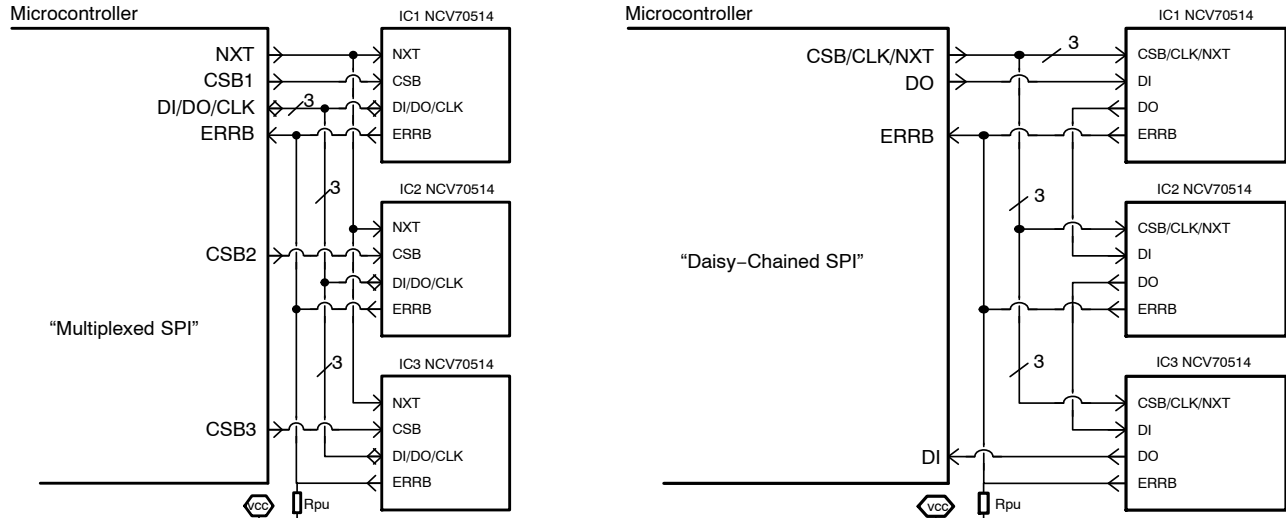 Microcontroller
IC1 NCV70514
NXT
CSB1
DI/DO/CLK
ERRB
3
NXT
CSB
DI/DO/CLK
ERRB
3
IC2 NCV70514
CSB2
NXT
CSB
DI/DO/CLK
ERRB
“Multiplexed SPI”
3
IC3 NCV70514
CSB3
NXT
CSB
DI/DO/CLK
ERRB
VCC
Rpu
Microcontroller
IC1 NCV70514
CSB/CLK/NXT
DO
ERRB
3
CSB/CLK/NXT
DI
DO
ERRB
3
IC2 NCV70514
CSB/CLK/NXT
DI
DO
ERRB
“Daisy−Chained SPI”
3
IC3 NCV70514
CSB/CLK/NXT
DI
DO
ERRB
DI
VCC
Rpu